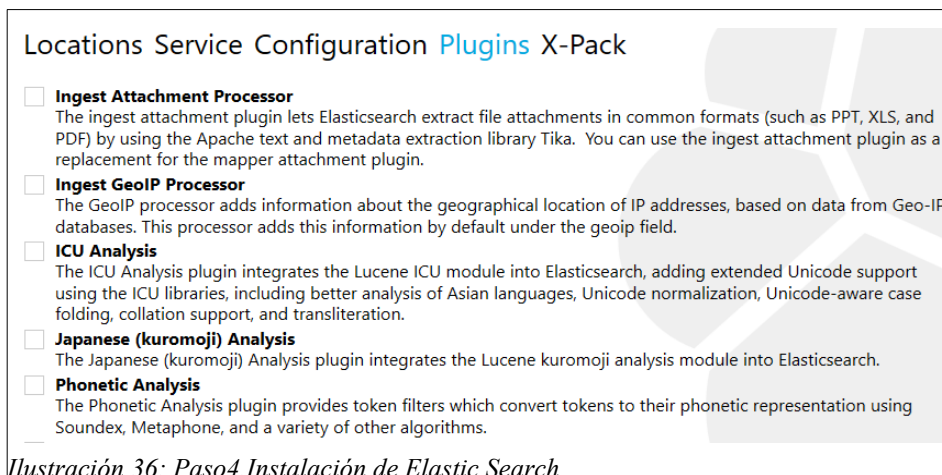 Locations Service Configuration Plugins X-Pack
Ingest Attachment Processor
The ingest attachment plugin lets Elasticsearch extract file attachments in common formats (such as PPT, XLS, and
PDF) by using the Apache text and metadata extraction library Tika. You can use the ingest attachment plugin as a
replacement for the mapper attachment plugin.
Ingest GeoIP Processor
The GeoIP processor adds information about the geographical location of IP addresses, based on data from Geo-IP
databases. This processor adds this information by default under the geoip field.
ICU Analysis
The ICU Analysis plugin integrates the Lucene ICU module into Elasticsearch, adding extended Unicode support
using the ICU libraries, including better analysis of Asian languages, Unicode normalization, Unicode-aware case
folding, collation support, and transliteration.
Japanese (kuromoji) Analysis
The Japanese (kuromoji) Analysis plugin integrates the Lucene kuromoji analysis module into Elasticsearch.
Phonetic Analysis
The Phonetic Analysis plugin provides token filters which convert tokens to their phonetic representation using
Soundex, Metaphone, and a variety of other algorithms.
Ilustración 36: Paso4 Instalación de Elastic Search